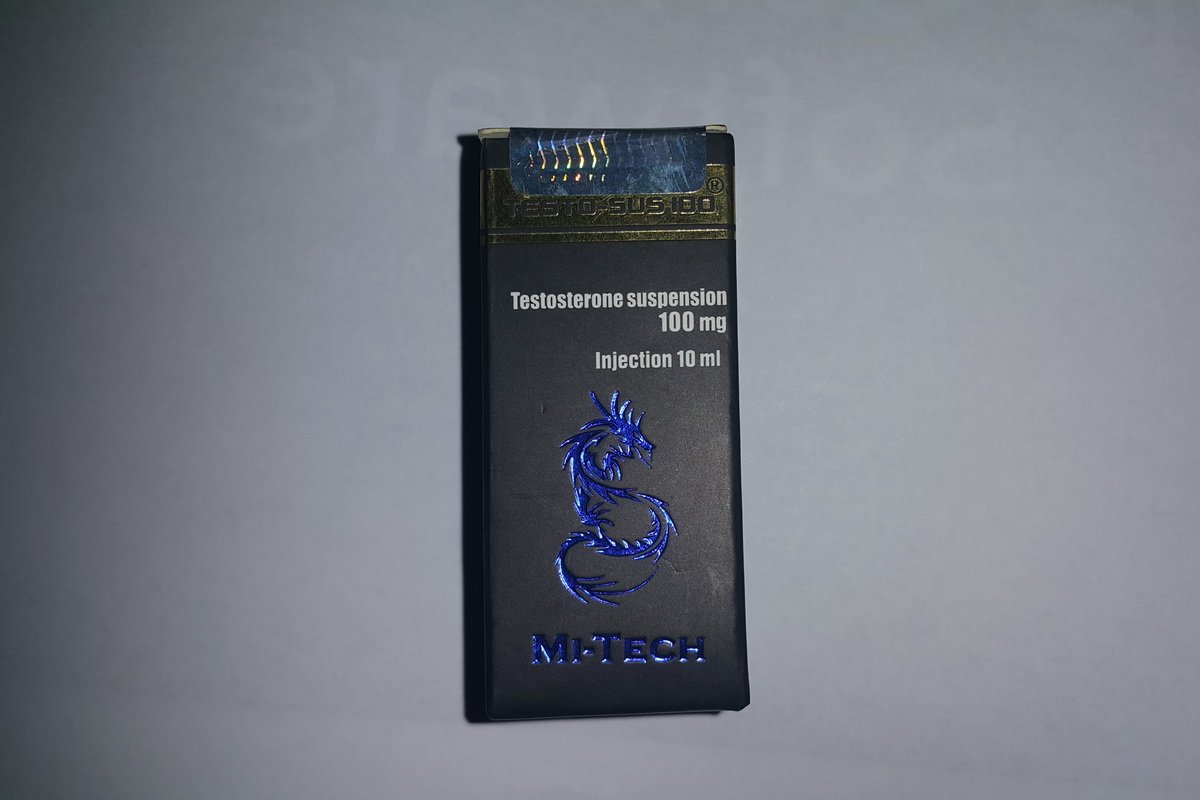 TESTO-SUS 100®
Testosterone suspension
100 mg
Injection 10 ml
MI-TECH